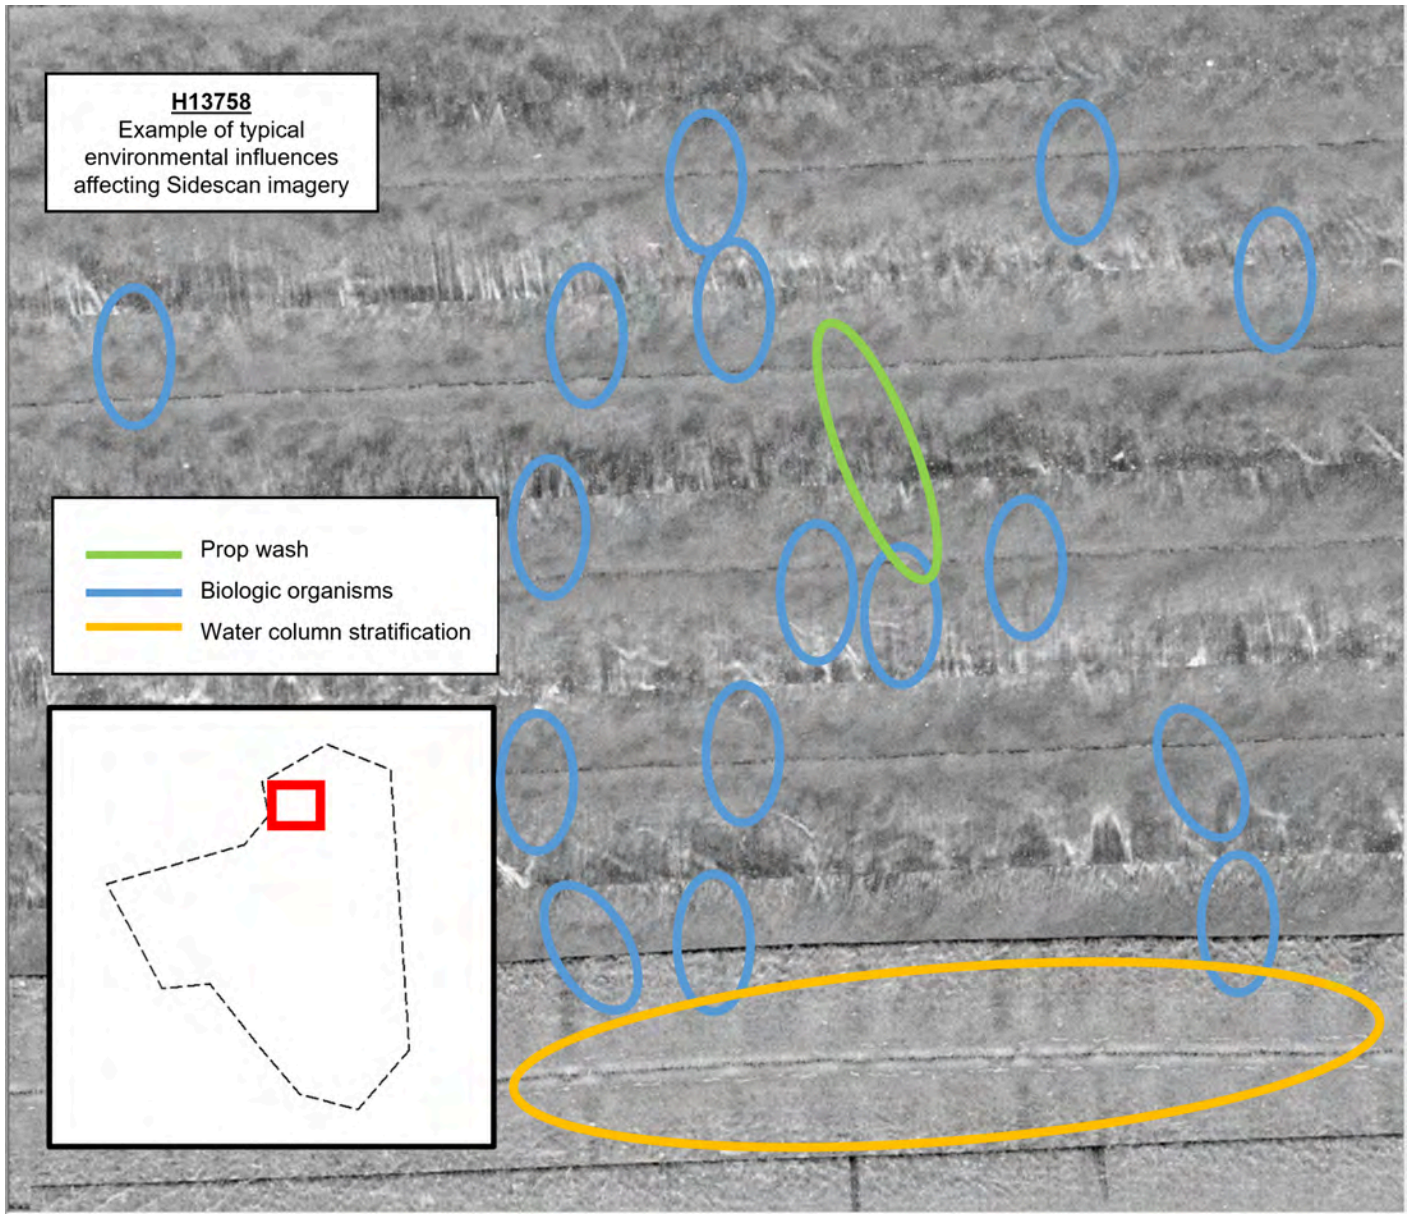 H13758
Example of typical
environmental influences
affecting Sidescan imagery
Prop wash
Biologic organisms
Water column stratification